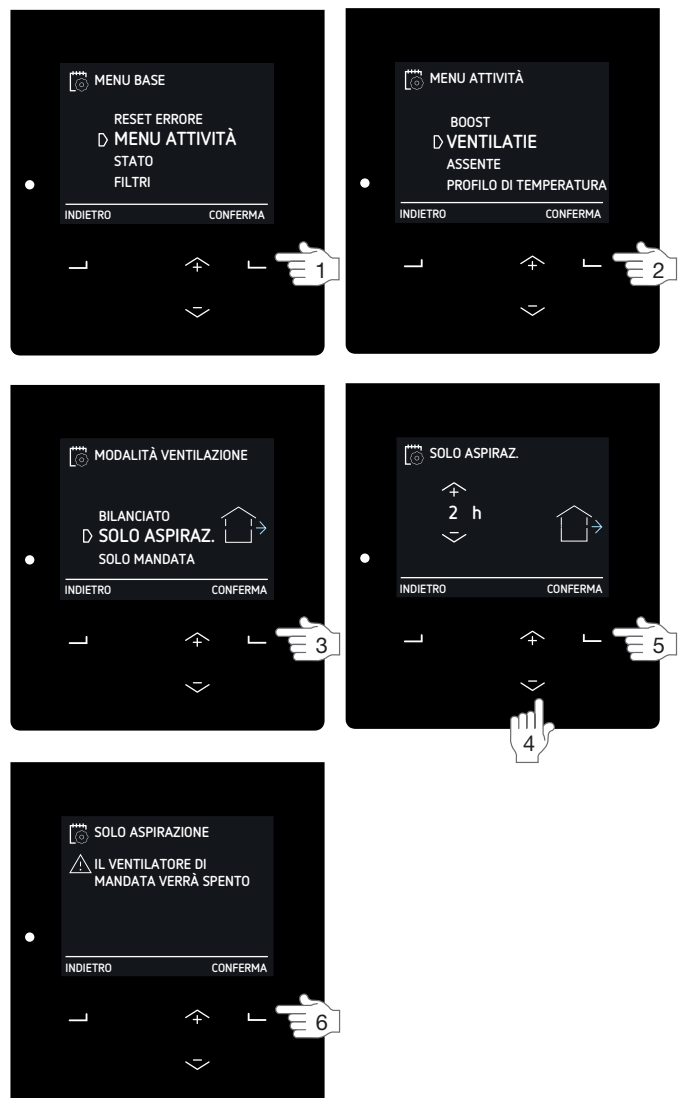 MENU BASE
RESET ERRORE
MENU ATTIVITÀ
STATO
FILTRI
INDIETRO CONFERMA
1
MENU ATTIVITÀ
BOOST
VENTILATIE
ASSENTE
PROFILO DI TEMPERATURA
INDIETRO CONFERMA
2
MODALITÀ VENTILAZIONE
BILANCIATO
SOLO ASPIRAZ.
SOLO MANDATA
INDIETRO CONFERMA
3
SOLO ASPIRAZ.
2 h
INDIETRO CONFERMA
5
4
SOLO ASPIRAZIONE
IL VENTILATORE DI
MANDATA VERRÀ SPENTO
INDIETRO CONFERMA
6